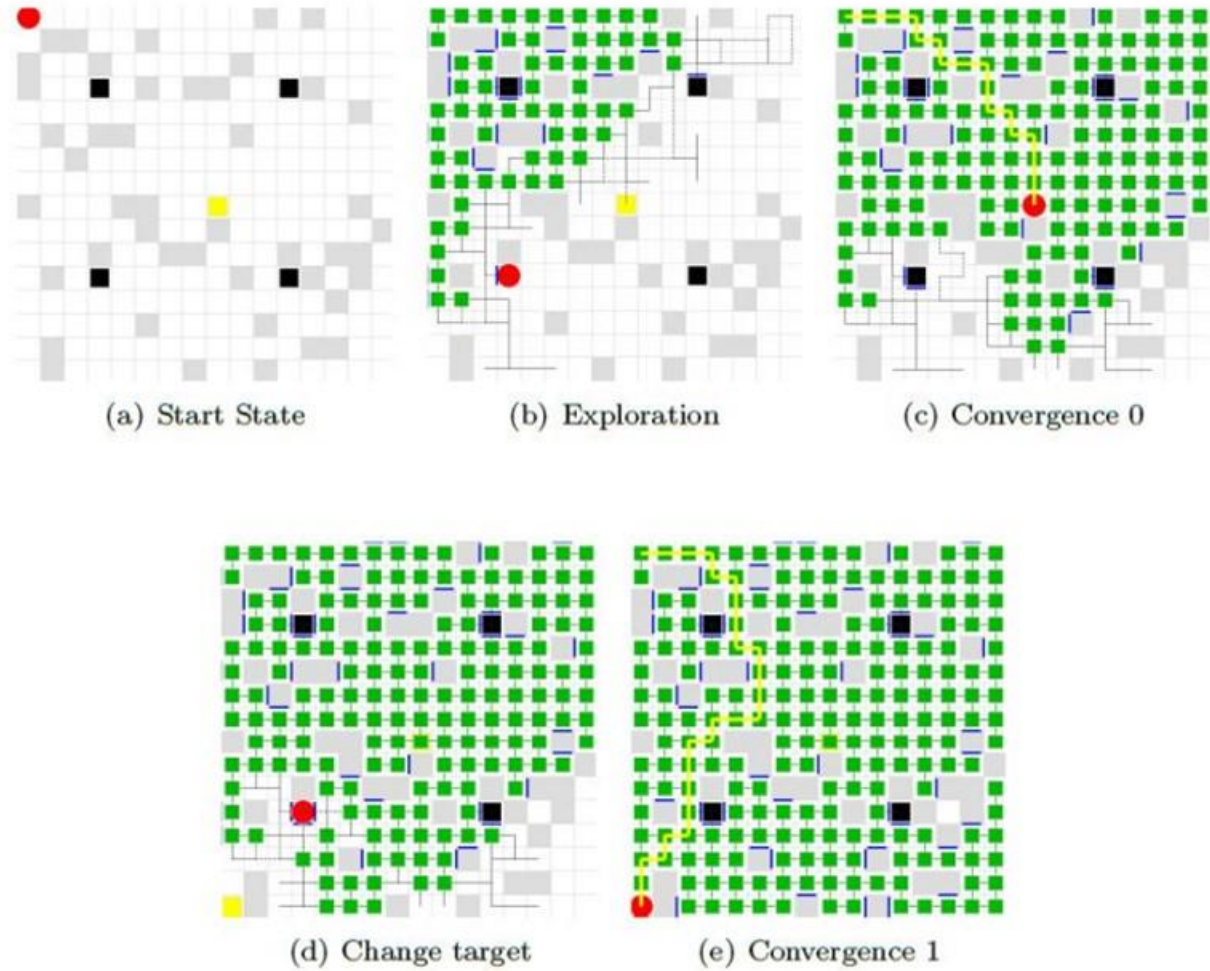 (a) Start State
(b) Exploration
(c) Convergence 0
(d) Change target
(e) Convergence 1